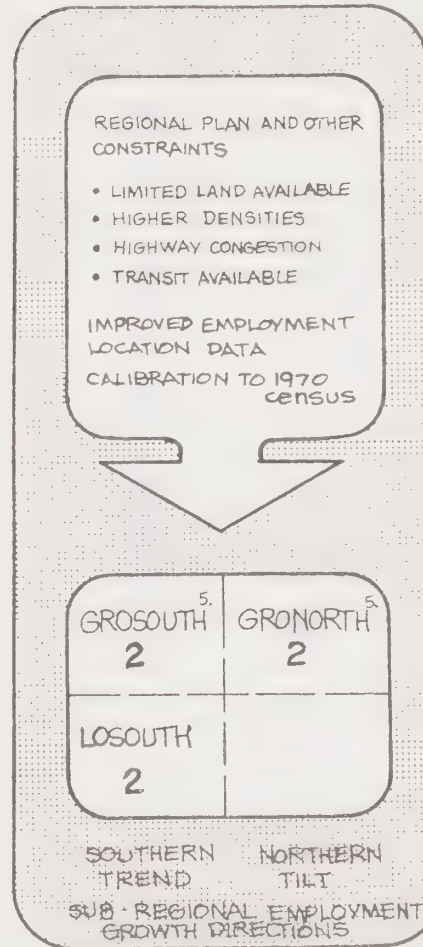 REGIONAL PLAN AND OTHER
CONSTRAINTS
• LIMITED LAND AVAILABLE
• HIGHER DENSITIES
• HIGHWAY CONGESTION
• TRANSIT AVAILABLE
IMPROVED EMPLOYMENT
LOCATION DATA
CALIBRATION TO 1970
census
GROSOUTH 5. GRONORTH 5.
2 2
LOSOUTH
2
SOUTHERN NORTHERN
TREND TILT
SUB-REGIONAL EMPLOYMENT
GROWTH DIRECTIONS